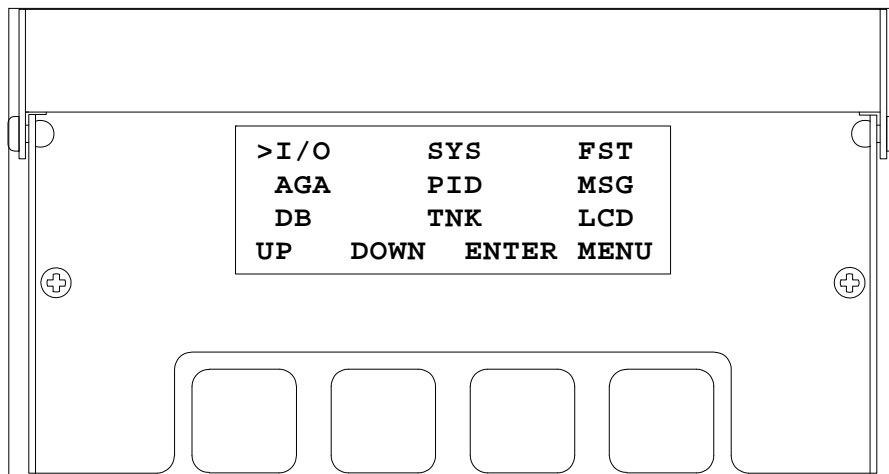 >I/O SYS FST
AGA PID MSG
DB TNK LCD
UP DOWN ENTER MENU